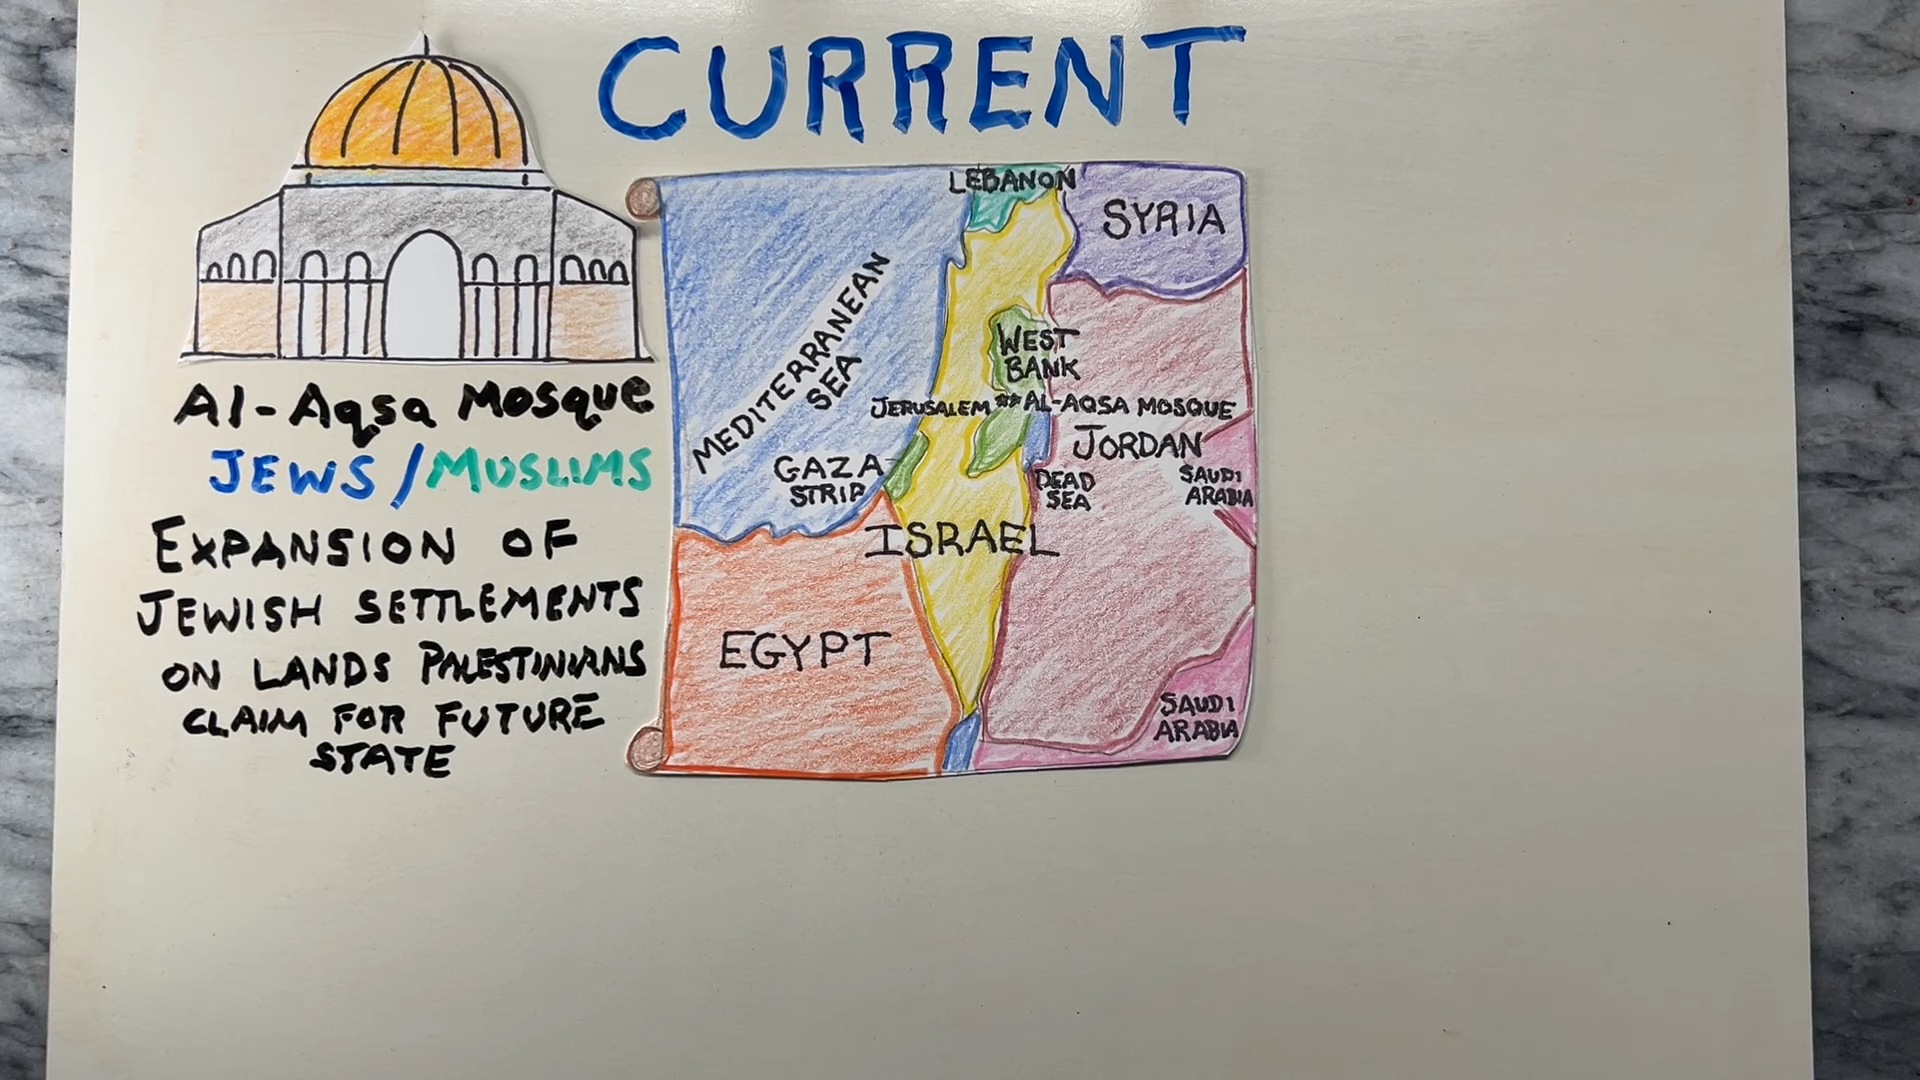 CURRENT
Al-Aqsa Mosque
JEWS/MUSLIMS
EXPANSION OF
JEWISH SETTLEMENTS
ON LANDS PALESTINIANS
CLAIM FOR FUTURE
STATE
LEBANON
SYRIA
MEDITERRANEAN
SEA
WEST
BANK
JERUSALEM ** AL-AQSA MOSQUE
JORDAN
GAZA
STRIP
DEAD
SEA
SAUDI
ARABIA
ISRAEL
EGYPT
SAUDI
ARABIA